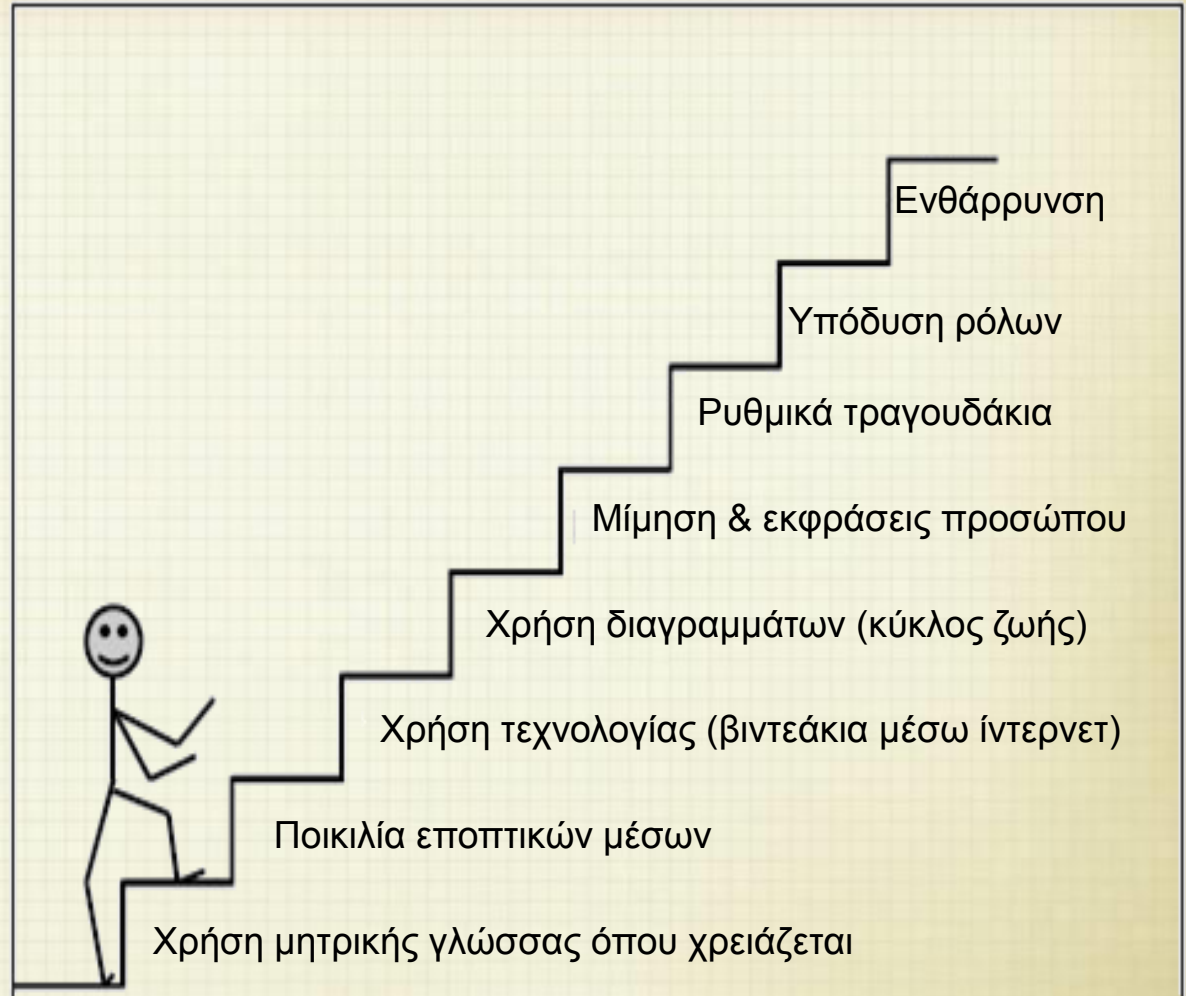 Ενθάρρυνση
Υπόδυση ρόλων
Ρυθμικά τραγουδάκια
Μίμηση & εκφράσεις προσώπου
Χρήση διαγραμμάτων (κύκλος ζωής)
Χρήση τεχνολογίας (βιντεάκια μέσω ίντερνετ)
Ποικιλία εποπτικών μέσων
Χρήση μητρικής γλώσσας όπου χρειάζεται